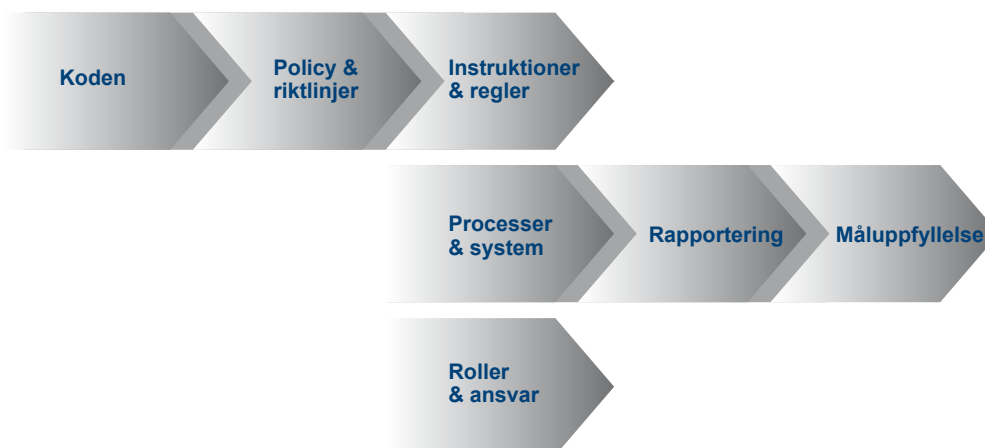 Koden
Policy &
riktlinjer
Instruktioner
& regler
Processer
& system
Rapportering
Måluppfyllelse
Roller
& ansvar